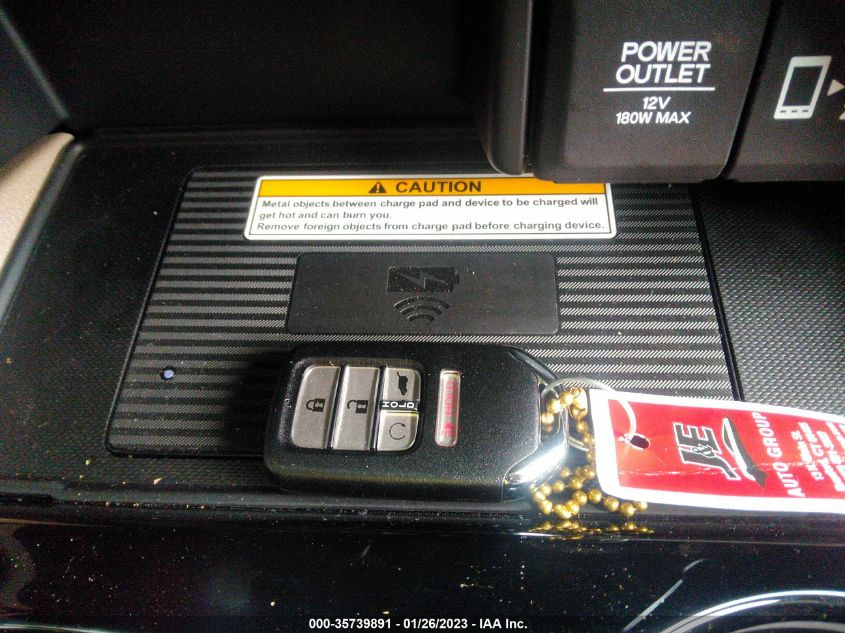 POWER
OUTLET
12V
180W MAX
CAUTION
Metal objects between charge pad and device to be charged will
get hot and can burn you.
Remove foreign objects from charge pad before charging device.
HOLD
HOLD
J&E
AUTO GROUP
000-35739891 - 01/26/2023 - IAA Inc.